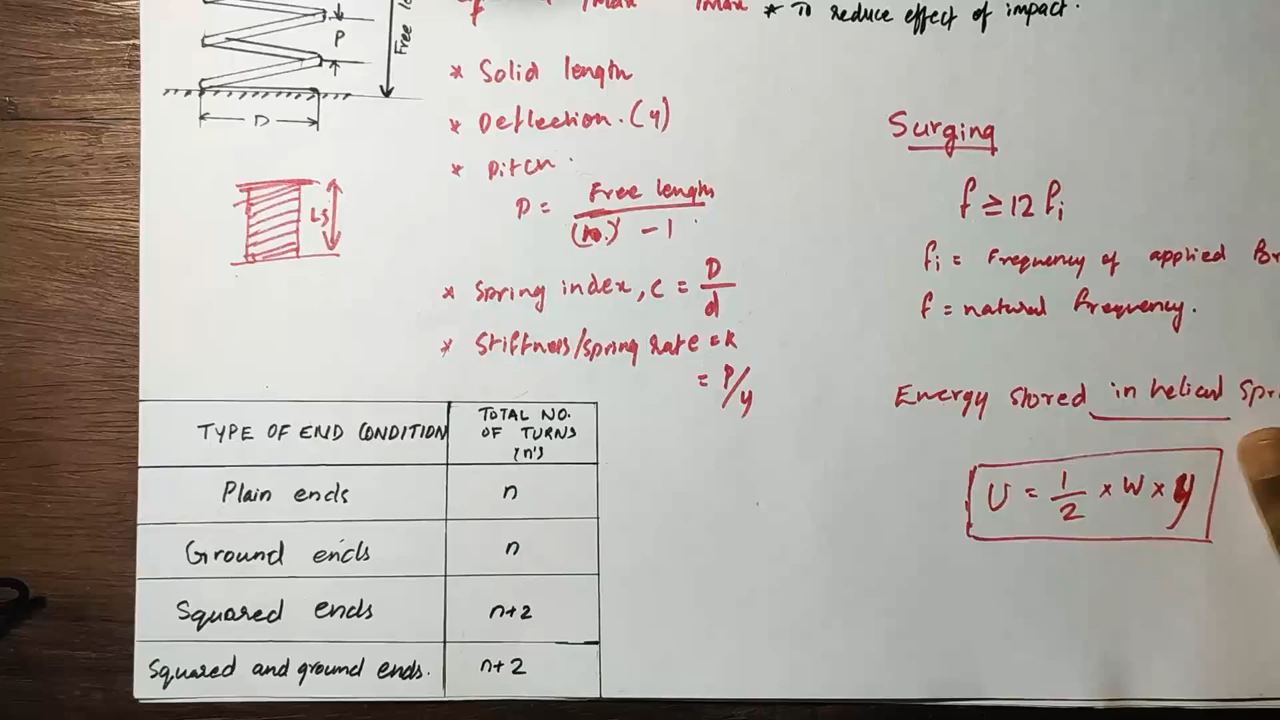 * To reduce effect of impact.
P
Free
D
Ls
* Solid length
* Deflection. (y)
* Pitch.
P = Free length / (n') - 1
* Spring index, C = D/d
* Stiffness/spring rate = k
= P/y
Surging
f ≥ 12 fi
fi = Frequency of applied
f = natural frequency.
Energy stored in helical
U = 1/2 × W × y
TYPE OF END CONDITION
TOTAL NO.
OF TURNS
(n')
Plain ends n
Ground ends n
Squared ends n+2
Squared and ground ends. n+2